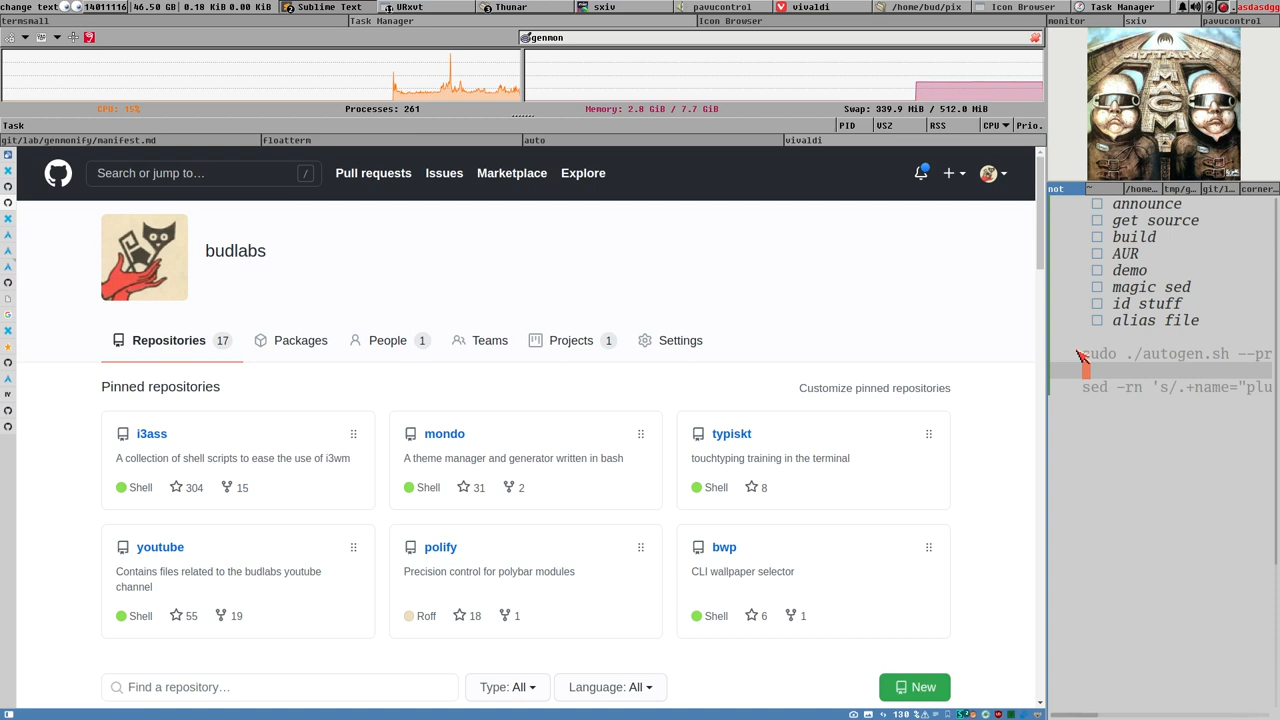 change text 14011116 46.50 GB 0.18 KiB 0.00 KiB Sublime Text URxvt Thunar sxiv pavucontrol vivaldi /home/bud/pix Icon Browser Task Manager asdasdgg
termsmall Task Manager Icon Browser monitor sxiv pavucontrol
genmon
CPU: 15% Processes: 261 Memory: 2.8 GiB / 7.7 GiB Swap: 339.9 MiB / 512.0 MiB
Task PID VSZ RSS CPU Prio.
git/lab/genmonify/manifest.md floatterm auto vivaldi
Search or jump to… / Pull requests Issues Marketplace Explore
budlabs
Repositories 17 Packages People 1 Teams Projects 1 Settings
Pinned repositories Customize pinned repositories
i3ass
A collection of shell scripts to ease the use of i3wm
Shell 304 15
mondo
A theme manager and generator written in bash
Shell 31 2
typiskt
touchtyping training in the terminal
Shell 8
youtube
Contains files related to the budlabs youtube
channel
Shell 55 19
polify
Precision control for polybar modules
Roff 18 1
bwp
CLI wallpaper selector
Shell 6 1
Find a repository… Type: All Language: All New
not ~ /home… tmp/g… git/l… corner…
announce
get source
build
AUR
demo
magic sed
id stuff
alias file
sudo ./autogen.sh --pr
sed -rn 's/.+name="plu
130 %